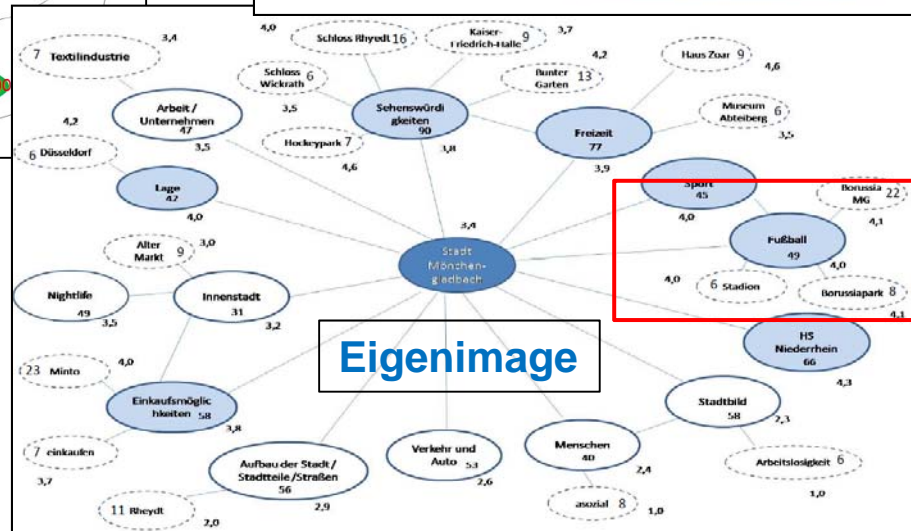 7 Textilindustrie
3,4
4,0
Schloss Rhyedt 16
Kaiser-
Friedrich-Halle 9
3,7
Schloss
Wickrath 6
3,5
Bunter
Garten 13
4,2
Haus Zoar 9
4,6
Arbeit /
Unternehmen
47
3,5
Sehenswürdi
gkeiten
90
3,8
Freizeit
77
3,9
Museum
Abteiberg 6
3,5
4,2
6 Düsseldorf
Hockeypark 7
4,6
Lage
42
4,0
Sport
45
4,0
Borussia
MG 22
4,1
Alter
Markt 9
3,0
3,4
Stadt
Mönchen-
gladbach
Fußball
49
4,0
4,0
6 Stadion
Borussiapark 8
4,1
Nightlife
49
3,5
Innenstadt
31
3,2
Eigenimage
HS
Niederrhein
66
4,3
4,0
23 Minto
Einkaufsmöglic
hkeiten 58
3,8
Stadtbild
58
2,3
7 einkaufen
3,7
Aufbau der Stadt /
Stadtteile/Straßen
56
2,9
Verkehr und
Auto 53
2,6
Menschen
40
2,4
Arbeitslosigkeit 6
1,0
11 Rheydt
2,0
asozial 8
1,0